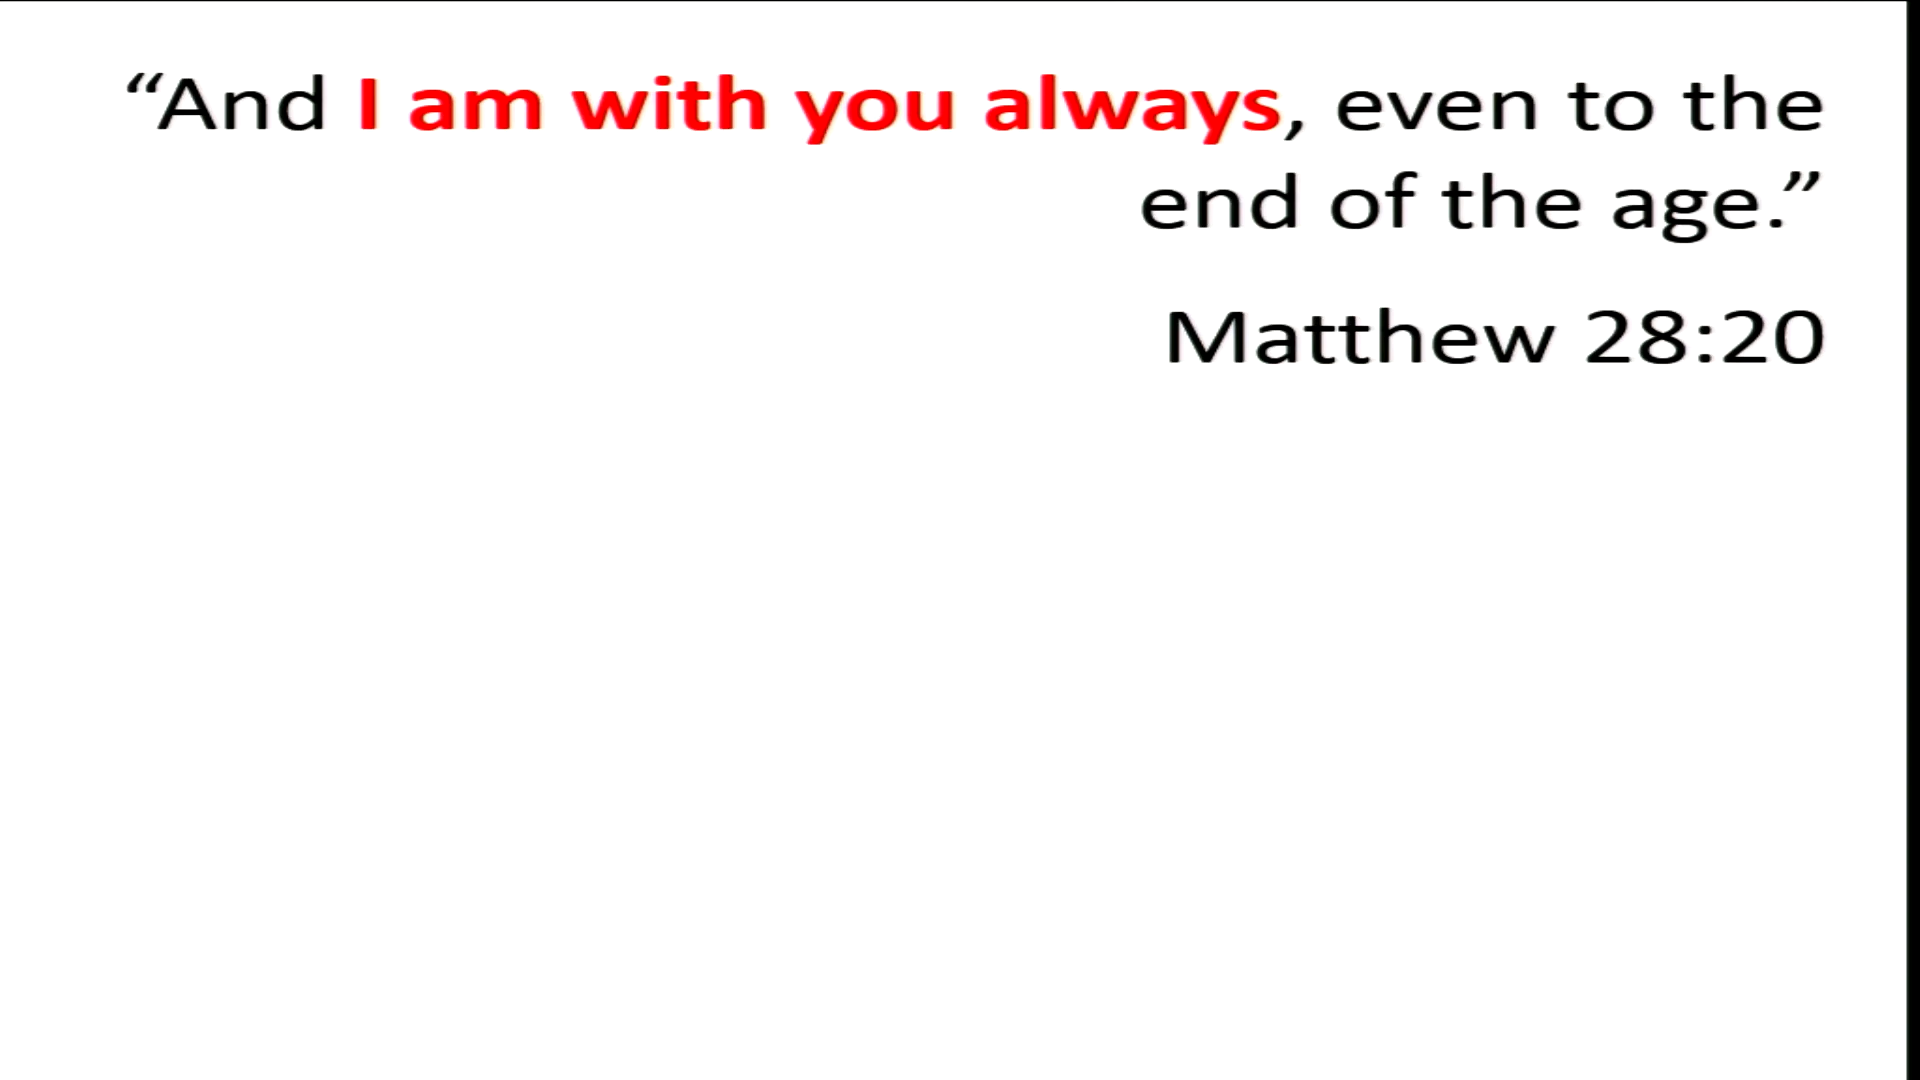 “And I am with you always, even to the
end of the age.”
Matthew 28:20